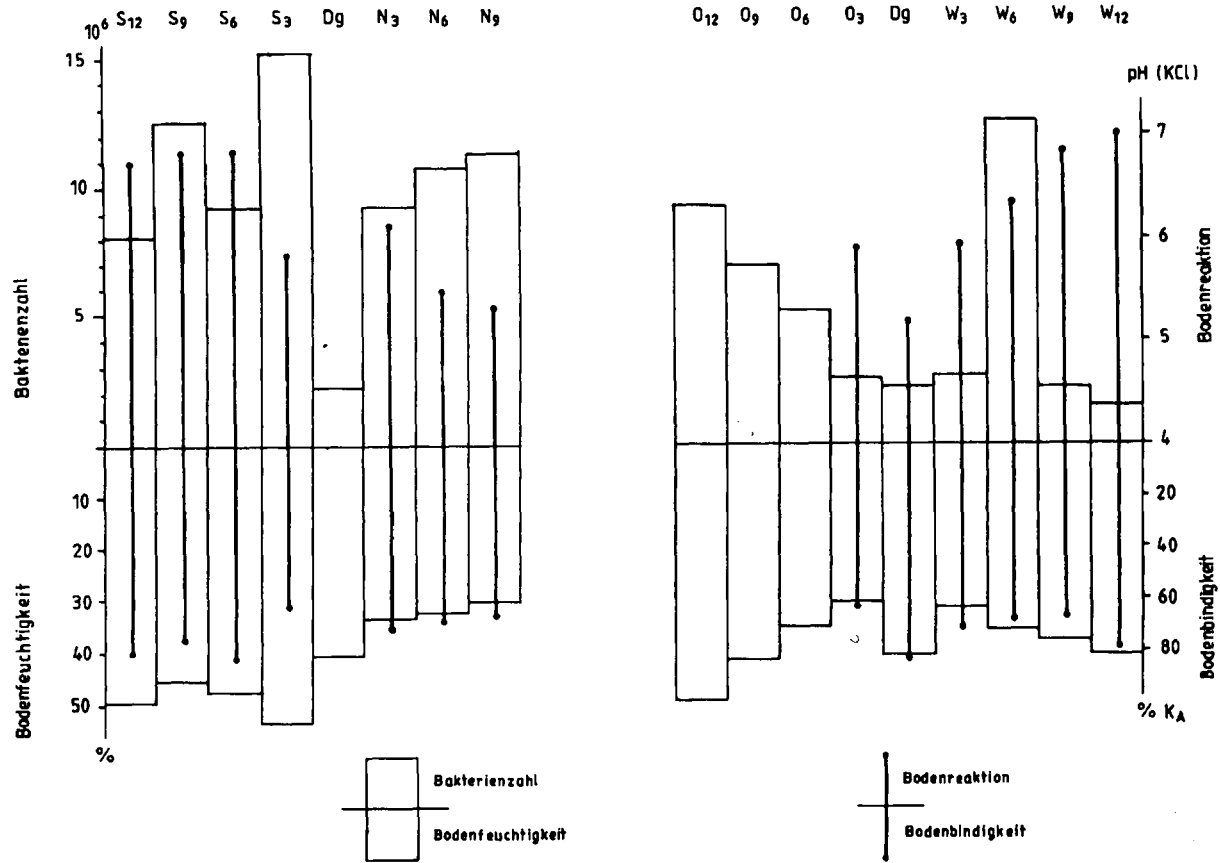 10⁶ S₁₂ S₉ S₆ S₃ Dg N₃ N₆ N₉ O₁₂ O₉ O₆ O₃ Dg W₃ W₆ W₉ W₁₂
15
10
5
10
20
30
40
50
%
Baktenenzahl
Bodenfeuchtigkeit
pH (KCl)
7
6
5
4
20
40
60
80
% K_A
Bodenreaktion
Bodenbindigkeit
Bakterienzahl
Bodenfeuchtigkeit
Bodenreaktion
Bodenbindigkeit